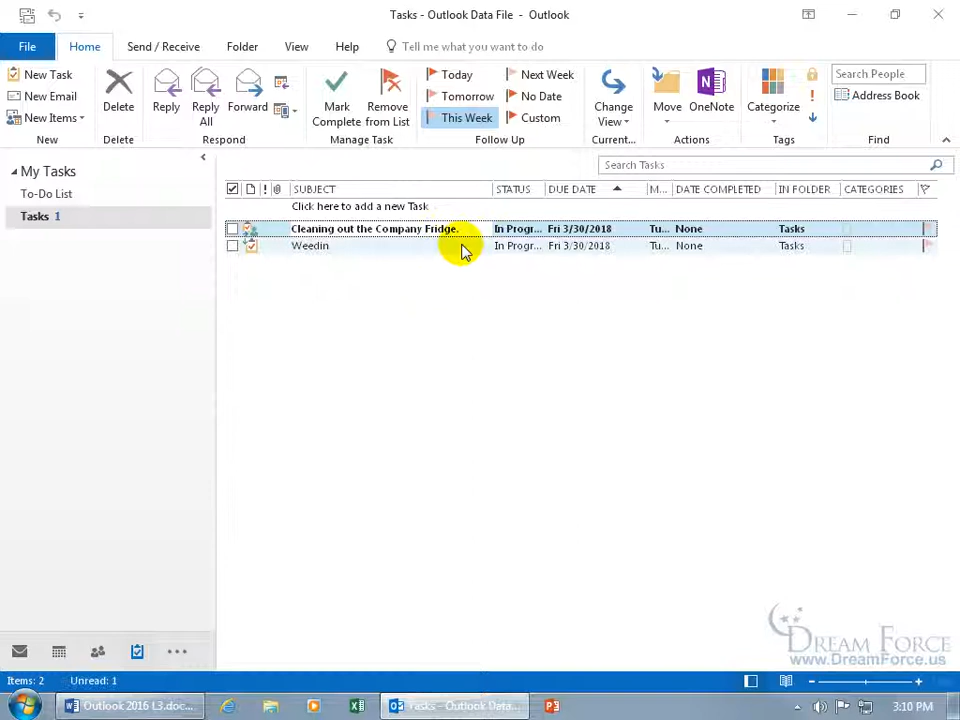 Tasks - Outlook Data File - Outlook
File Home Send / Receive Folder View Help Tell me what you want to do
New Task
New Email
New Items
New
Delete
Delete
Reply
Reply All
Forward
Respond
Mark Complete
Remove from List
Manage Task
Today
Tomorrow
This Week
Next Week
No Date
Custom
Follow Up
Change View
Current...
Move
OneNote
Actions
Categorize
Tags
Search People
Address Book
Find
My Tasks
To-Do List
Tasks 1
Search Tasks
SUBJECT STATUS DUE DATE M... DATE COMPLETED IN FOLDER CATEGORIES
Click here to add a new Task
Cleaning out the Company Fridge. In Progr... Fri 3/30/2018 Tu... None Tasks
Weedin In Progr... Fri 3/30/2018 Tu... None Tasks
DREAM FORCE
www.DreamForce.us
Items: 2 Unread: 1
Outlook 2016 L3.doc... Tasks - Outlook Data... 3:10 PM